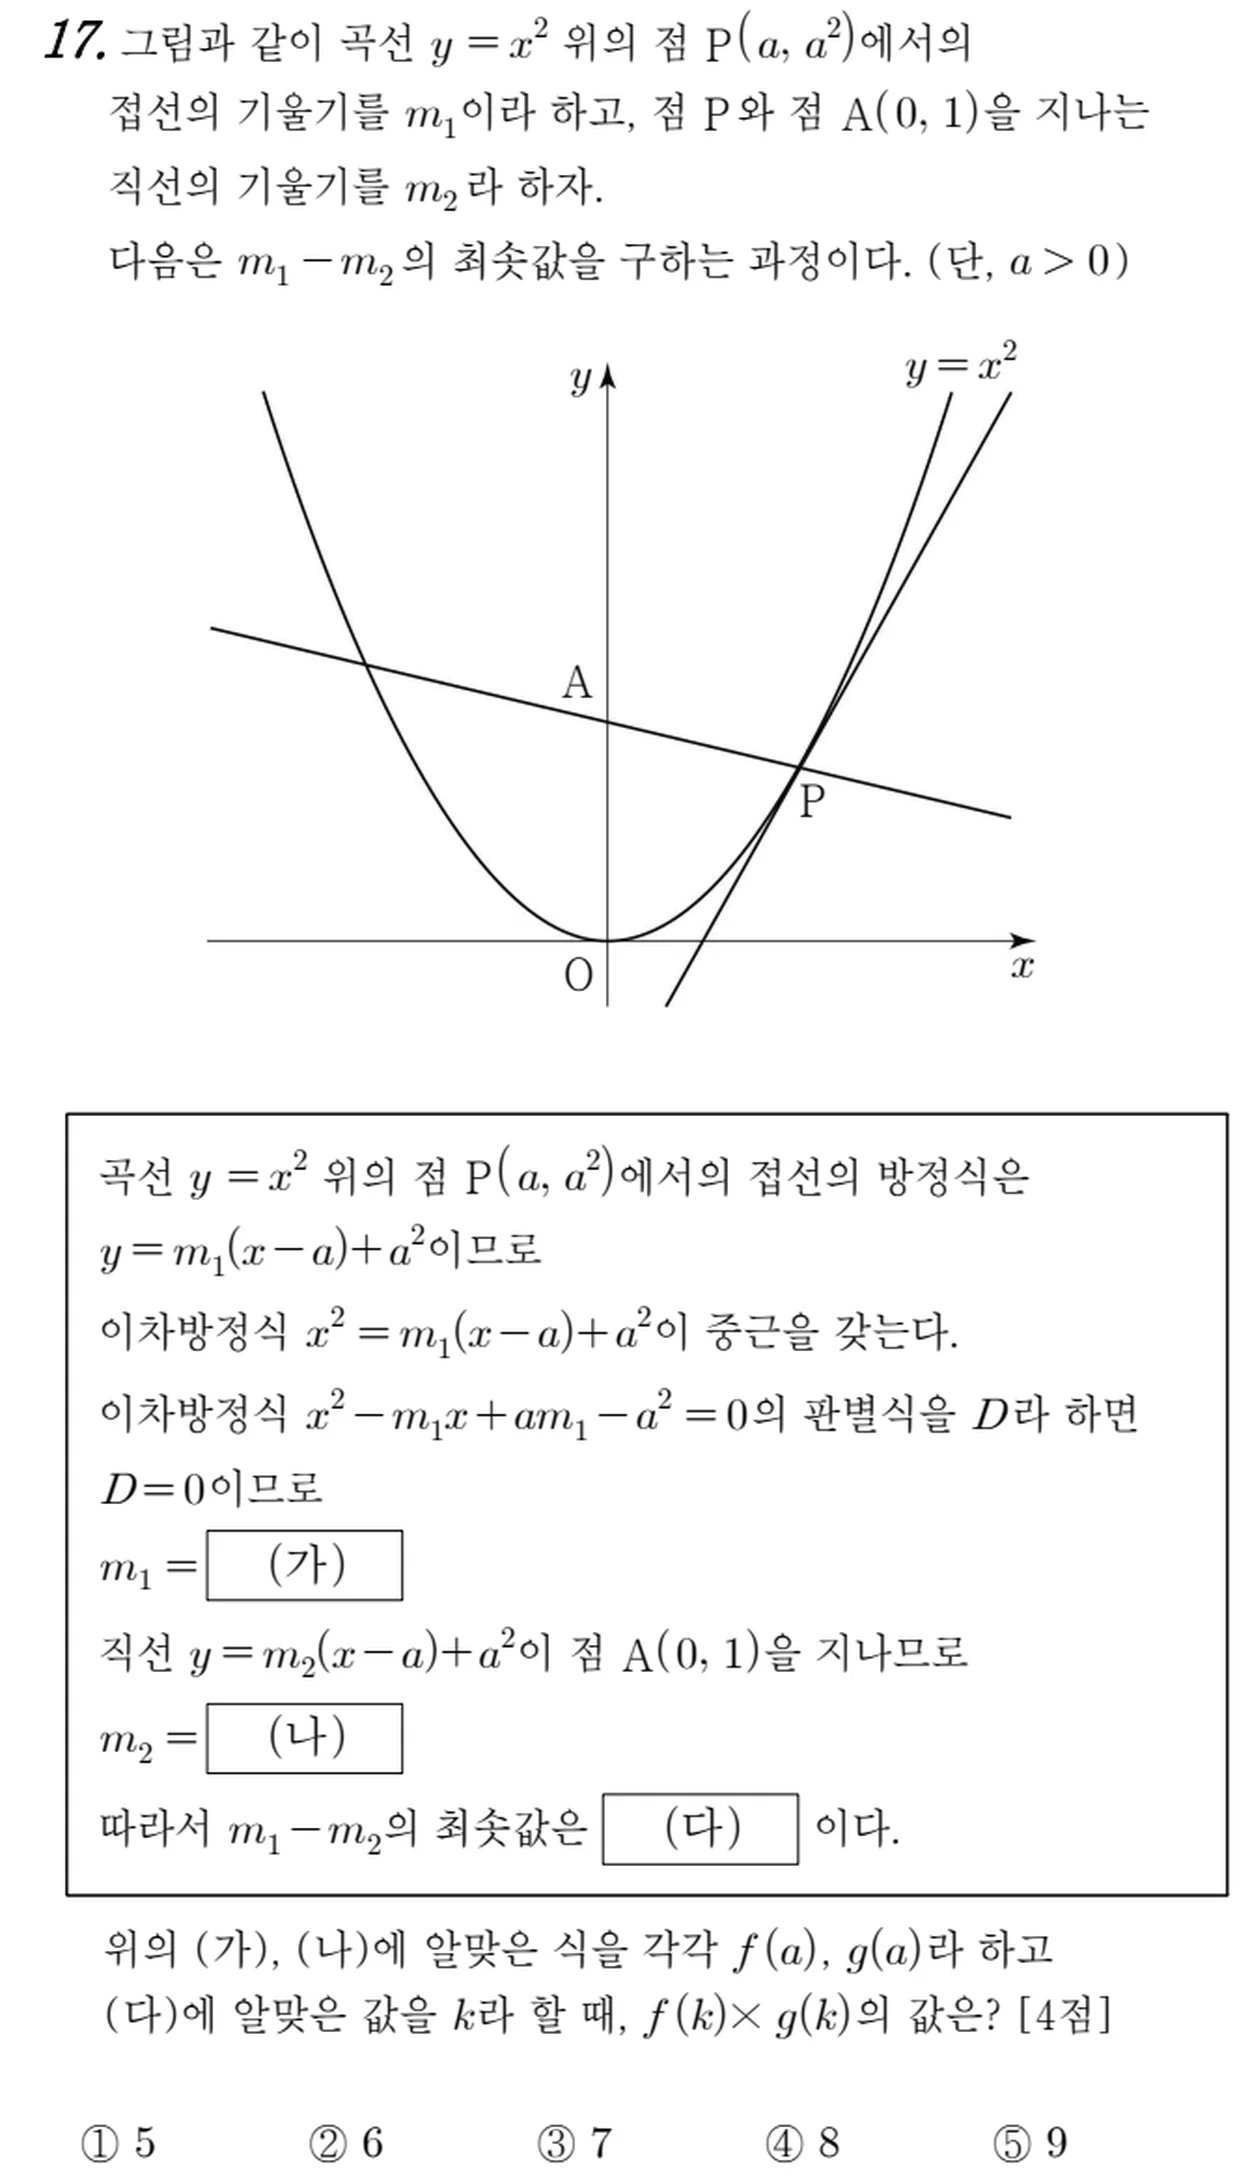 17. 그림과 같이 곡선 y = x² 위의 점 P(a, a²)에서의
접선의 기울기를 m₁이라 하고, 점 P와 점 A(0, 1)을 지나는
직선의 기울기를 m₂라 하자.
다음은 m₁ − m₂의 최솟값을 구하는 과정이다. (단, a > 0)
y
y = x²
A
P
O
x
곡선 y = x² 위의 점 P(a, a²)에서의 접선의 방정식은
y = m₁(x − a) + a²이므로
이차방정식 x² = m₁(x − a) + a²이 중근을 갖는다.
이차방정식 x² − m₁x + am₁ − a² = 0의 판별식을 D라 하면
D = 0이므로
m₁ = (가)
직선 y = m₂(x − a) + a²이 점 A(0, 1)을 지나므로
m₂ = (나)
따라서 m₁ − m₂의 최솟값은 (다) 이다.
위의 (가), (나)에 알맞은 식을 각각 f(a), g(a)라 하고
(다)에 알맞은 값을 k라 할 때, f(k) × g(k)의 값은? [4점]
① 5 ② 6 ③ 7 ④ 8 ⑤ 9